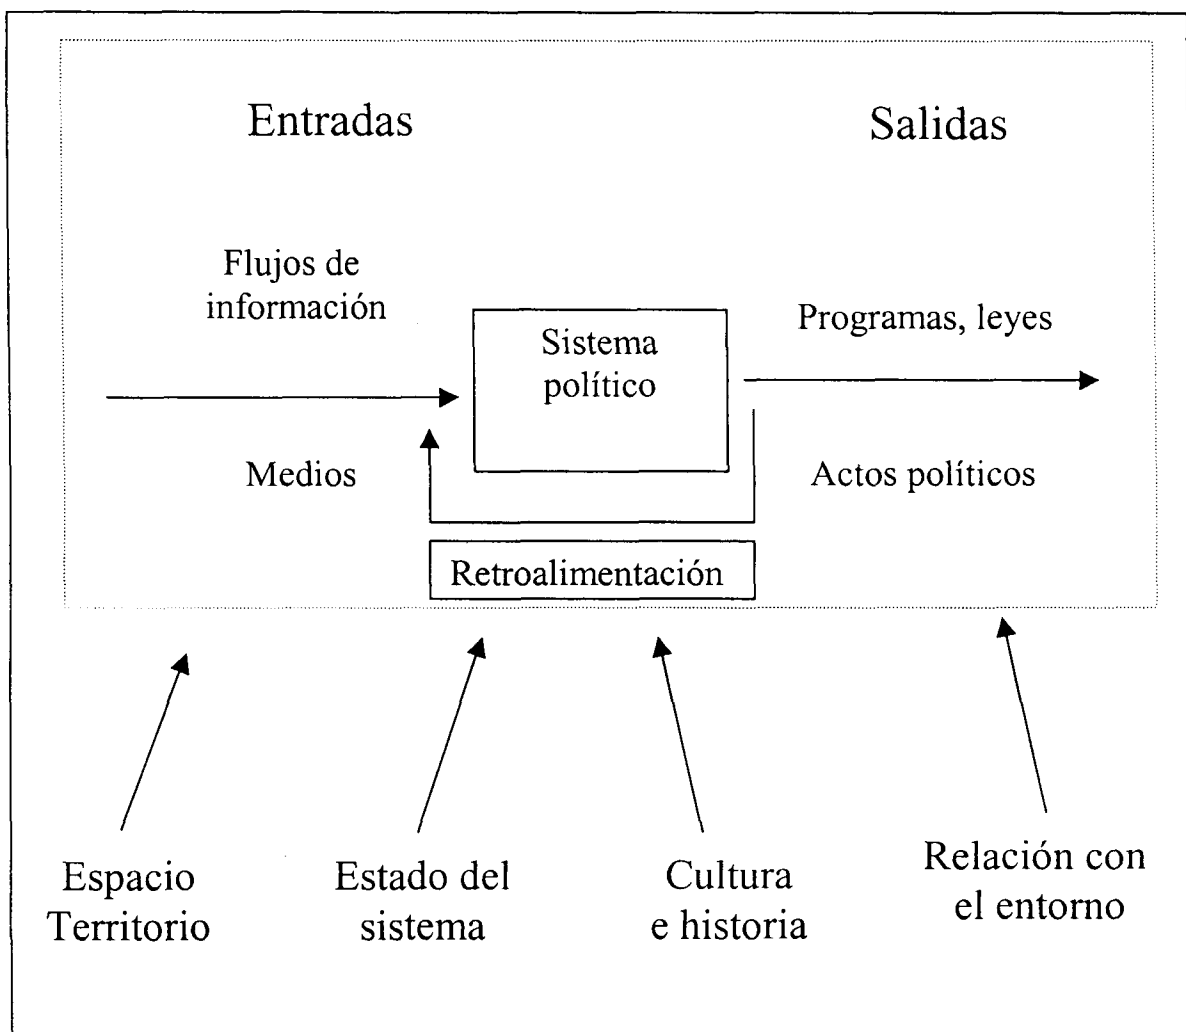 Entradas
Salidas
Flujos de
información
Programas, leyes
Sistema
político
Medios
Actos políticos
Retroalimentación
Espacio
Territorio
Estado del
sistema
Cultura
e historia
Relación con
el entorno